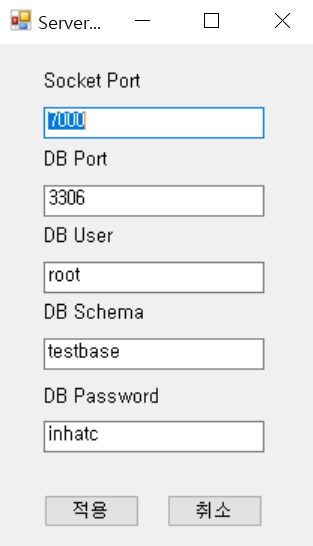 Server...
Socket Port
7000
DB Port
3306
DB User
root
DB Schema
testbase
DB Password
inhatc
적용 취소